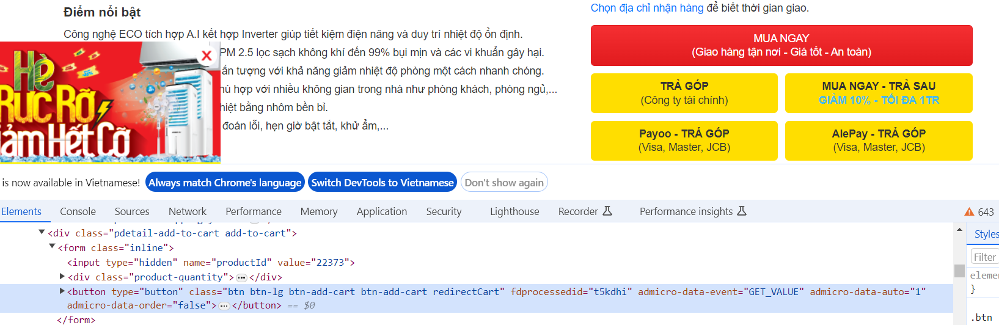 Điểm nổi bật
Công nghệ ECO tích hợp A.I kết hợp Inverter giúp tiết kiệm điện năng và duy trì nhiệt độ ổn định.
PM 2.5 lọc sạch không khí đến 99% bụi mịn và các vi khuẩn gây hại.
ấn tượng với khả năng giảm nhiệt độ phòng một cách nhanh chóng.
hù hợp với nhiều không gian trong nhà như phòng khách, phòng ngủ,...
hiệt bằng nhôm bền bỉ.
đoán lỗi, hẹn giờ bật tắt, khử ẩm,...
X
Hè
Rực Rỡ
Giảm Hết Cỡ
Chọn địa chỉ nhận hàng để biết thời gian giao.
MUA NGAY
(Giao hàng tận nơi - Giá tốt - An toàn)
TRẢ GÓP
(Công ty tài chính)
MUA NGAY - TRẢ SAU
GIẢM 10% - TỐI ĐA 1TR
Payoo - TRẢ GÓP
(Visa, Master, JCB)
AlePay - TRẢ GÓP
(Visa, Master, JCB)
is now available in Vietnamese! Always match Chrome's language Switch DevTools to Vietnamese Don't show again
Elements Console Sources Network Performance Memory Application Security Lighthouse Recorder Performance insights 643
<div class="pdetail-add-to-cart add-to-cart">
<form class="inline">
<input type="hidden" name="productId" value="22373">
<div class="product-quantity">…</div>
<button type="button" class="btn btn-lg btn-add-cart btn-add-cart redirectCart" fdprocessedid="t5kdhi" admicro-data-event="GET_VALUE" admicro-data-auto="1"
admicro-data-order="false">…</button> == $0
</form>
Styles
Filter
elemen
}
.btn